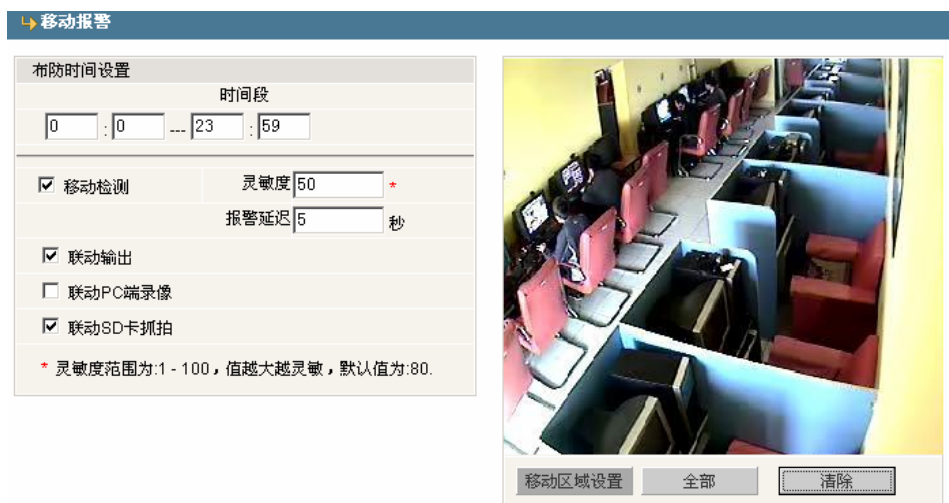 移动报警
布防时间设置
时间段
0 : 0 --- 23 : 59
移动检测 灵敏度 50 *
报警延迟 5 秒
联动输出
联动PC端录像
联动SD卡抓拍
* 灵敏度范围为:1 - 100，值越大越灵敏，默认值为:80.
移动区域设置 全部 清除